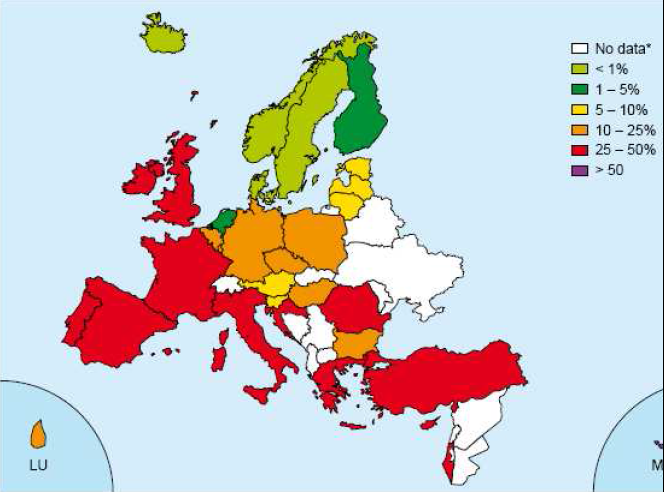 No data*
< 1%
1 – 5%
5 – 10%
10 – 25%
25 – 50%
> 50
LU
M